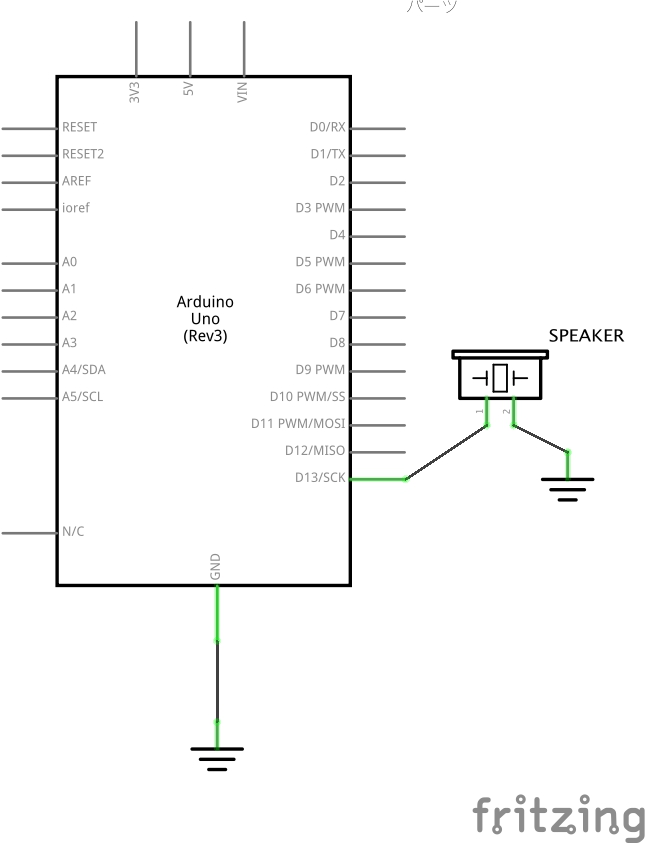 パーツ
3V3
5V
VIN
RESET
RESET2
AREF
ioref
A0
A1
A2
A3
A4/SDA
A5/SCL
N/C
Arduino
Uno
(Rev3)
D0/RX
D1/TX
D2
D3 PWM
D4
D5 PWM
D6 PWM
D7
D8
D9 PWM
D10 PWM/SS
D11 PWM/MOSI
D12/MISO
D13/SCK
GND
SPEAKER
1
2
fritzing